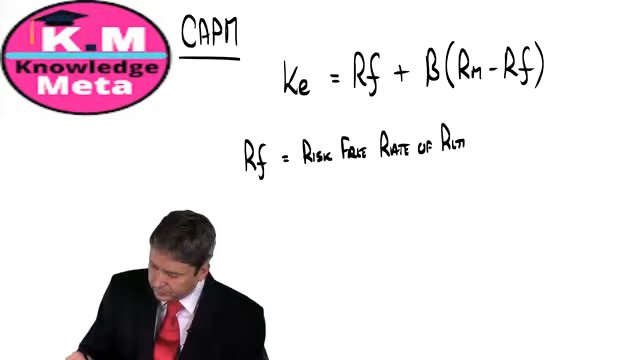 K.M
Knowledge
Meta
CAPM
Ke = Rf + β(Rm - Rf)
Rf = RISK FREE RATE OF